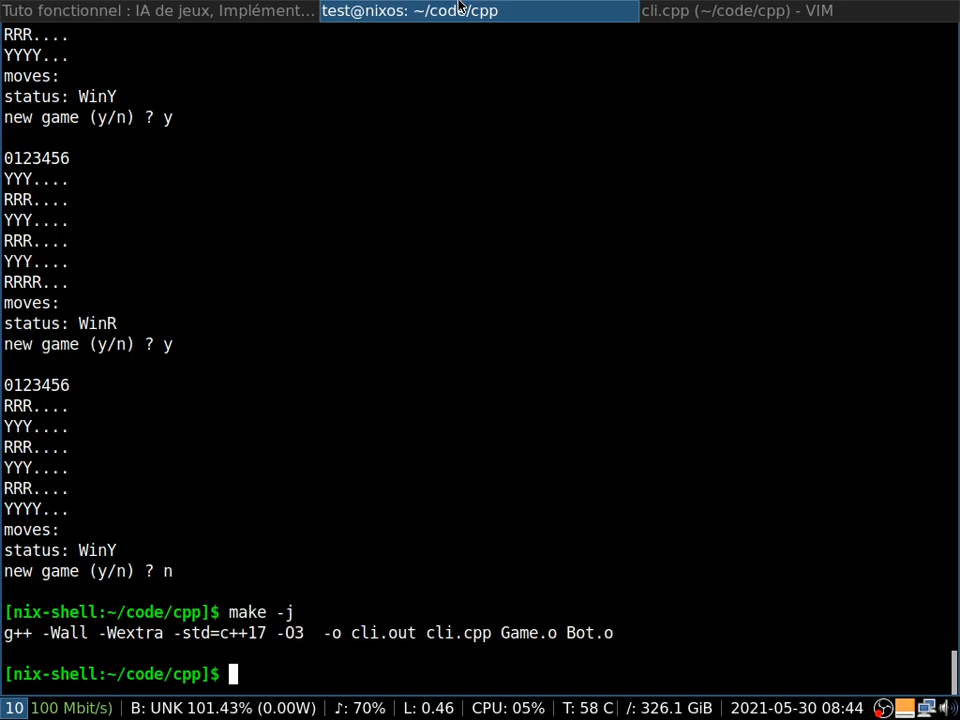 Tuto fonctionnel : IA de jeux, Implément... test@nixos: ~/code/cpp cli.cpp (~/code/cpp) - VIM
RRR....
YYYY...
moves:
status: WinY
new game (y/n) ? y
0123456
YYY....
RRR....
YYY....
RRR....
YYY....
RRRR...
moves:
status: WinR
new game (y/n) ? y
0123456
RRR....
YYY....
RRR....
YYY....
RRR....
YYYY...
moves:
status: WinY
new game (y/n) ? n
[nix-shell:~/code/cpp]$ make -j
g++ -Wall -Wextra -std=c++17 -O3  -o cli.out cli.cpp Game.o Bot.o
[nix-shell:~/code/cpp]$
10 100 Mbit/s) | B: UNK 101.43% (0.00W) | ♪: 70% | L: 0.46 | CPU: 05% | T: 58 C | /: 326.1 GiB | 2021-05-30 08:44